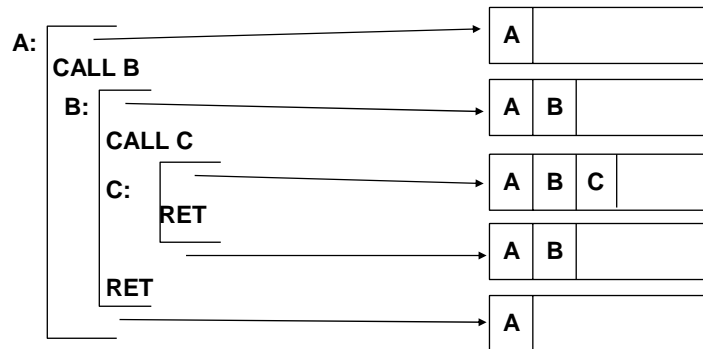 A: A
CALL B
B: A B
CALL C
C: A B C
RET
A B
RET
A